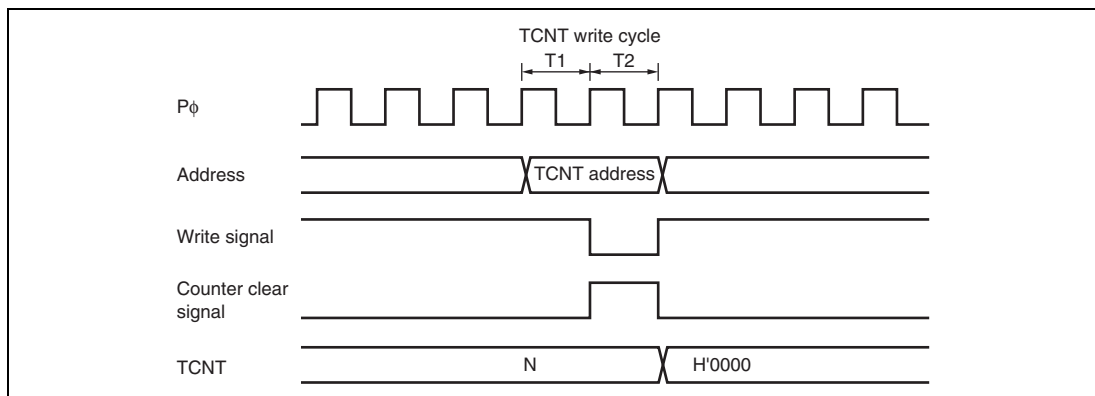 TCNT write cycle
T1 T2
Pϕ
Address
TCNT address
Write signal
Counter clear
signal
TCNT
N
H'0000